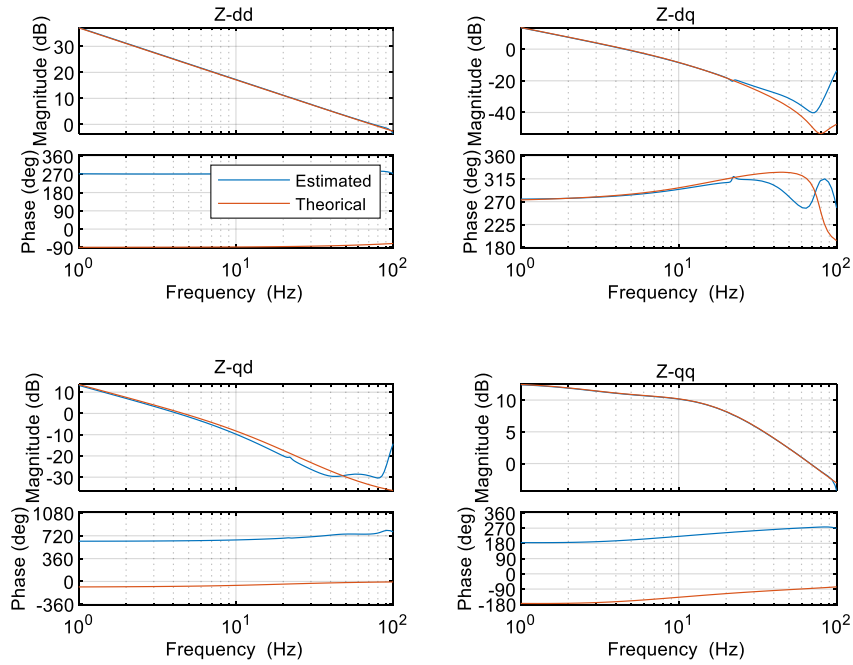 Z-dd
Magnitude (dB)
30
20
10
0
Phase (deg)
360
270
180
90
0
-90
Estimated
Theorical
10^0
10^1
10^2
Frequency (Hz)
Z-dq
Magnitude (dB)
0
-20
-40
Phase (deg)
360
315
270
225
180
10^0
10^1
10^2
Frequency (Hz)
Z-qd
Magnitude (dB)
10
0
-10
-20
-30
Phase (deg)
1080
720
360
0
-360
10^0
10^1
10^2
Frequency (Hz)
Z-qq
Magnitude (dB)
10
5
0
Phase (deg)
360
270
180
90
0
-90
-180
10^0
10^1
10^2
Frequency (Hz)